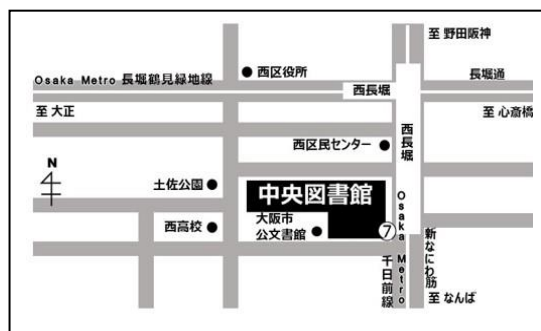 至 野田阪神
西区役所
Osaka Metro 長堀鶴見緑地線
長堀通
西長堀
至 大正
至 心斎橋
西長堀
西区民センター
N
土佐公園
中央図書館
西高校
大阪市
公文書館
⑦
Osaka Metro
千日前線
新なにわ筋
至 なんば